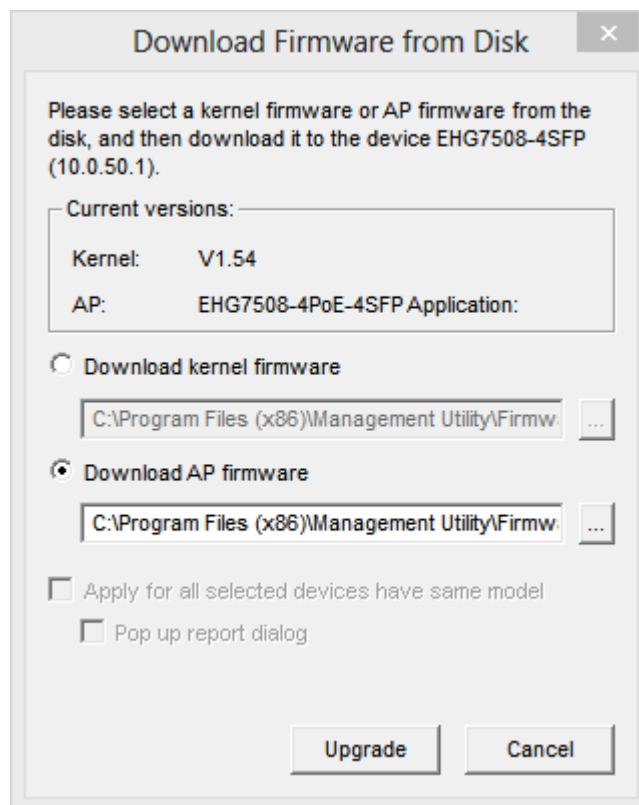 Download Firmware from Disk
Please select a kernel firmware or AP firmware from the
disk, and then download it to the device EHG7508-4SFP
(10.0.50.1).
Current versions:
Kernel: V1.54
AP: EHG7508-4PoE-4SFP Application:
Download kernel firmware
C:\Program Files (x86)\Management Utility\Firmw ...
Download AP firmware
C:\Program Files (x86)\Management Utility\Firmw ...
Apply for all selected devices have same model
Pop up report dialog
Upgrade Cancel